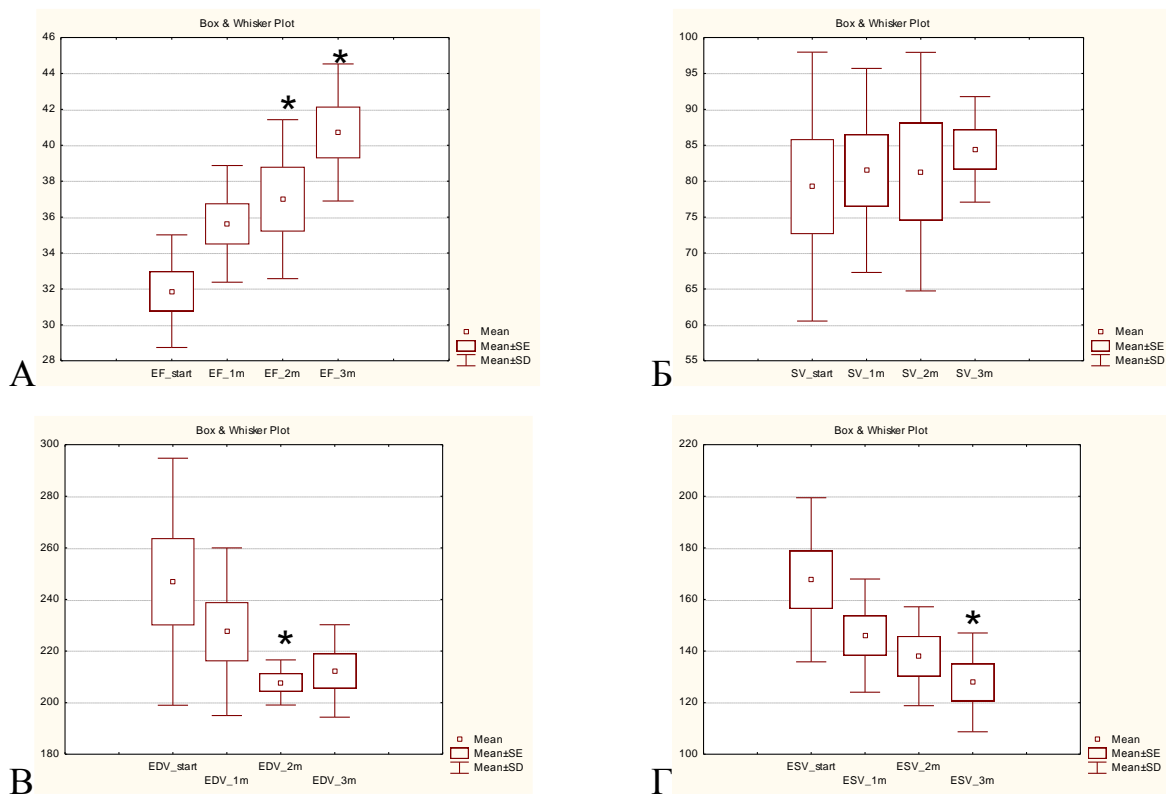 Box & Whisker Plot
46
44
42
40
38
36
34
32
30
28
*
*
EF_start
EF_1m
EF_2m
EF_3m
Mean
Mean±SE
Mean±SD
А
Box & Whisker Plot
100
95
90
85
80
75
70
65
60
55
SV_start
SV_1m
SV_2m
SV_3m
Mean
Mean±SE
Mean±SD
Б
Box & Whisker Plot
300
280
260
240
220
200
180
*
EDV_start
EDV_1m
EDV_2m
EDV_3m
Mean
Mean±SE
Mean±SD
В
Box & Whisker Plot
220
200
180
160
140
120
100
*
ESV_start
ESV_1m
ESV_2m
ESV_3m
Mean
Mean±SE
Mean±SD
Г